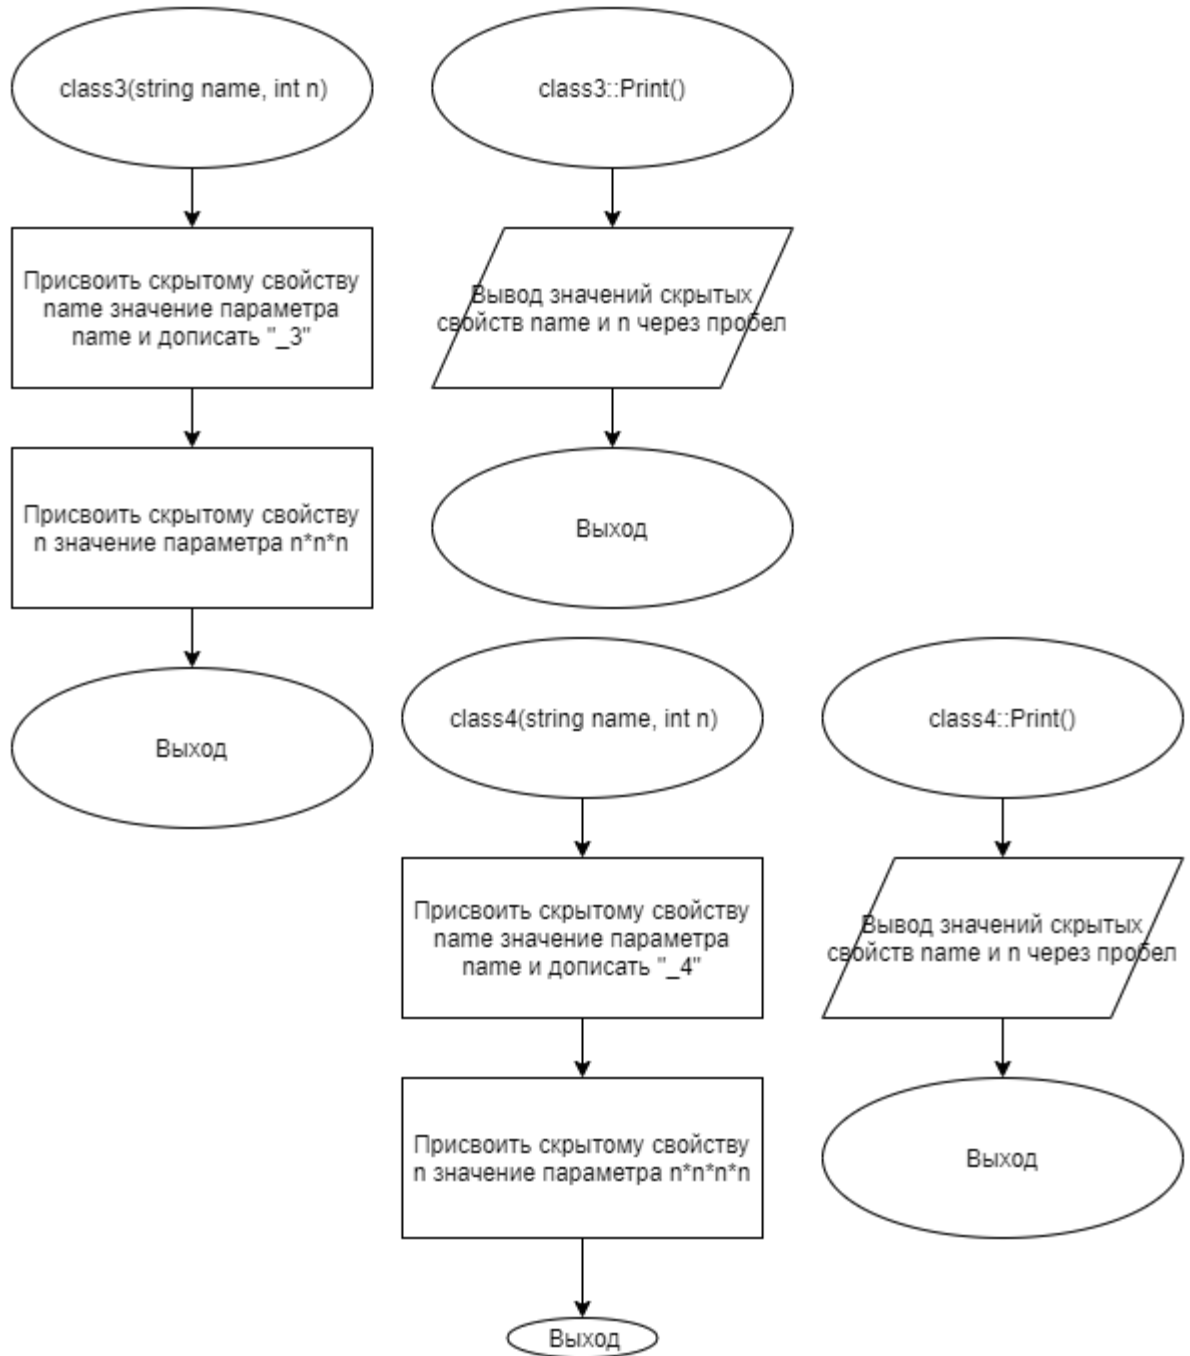 class3(string name, int n)
Присвоить скрытому свойству
name значение параметра
name и дописать "_3"
Присвоить скрытому свойству
n значение параметра n*n*n
Выход
class3::Print()
Вывод значений скрытых
свойств name и n через пробел
Выход
class4(string name, int n)
Присвоить скрытому свойству
name значение параметра
name и дописать "_4"
Присвоить скрытому свойству
n значение параметра n*n*n*n
Выход
class4::Print()
Вывод значений скрытых
свойств name и n через пробел
Выход